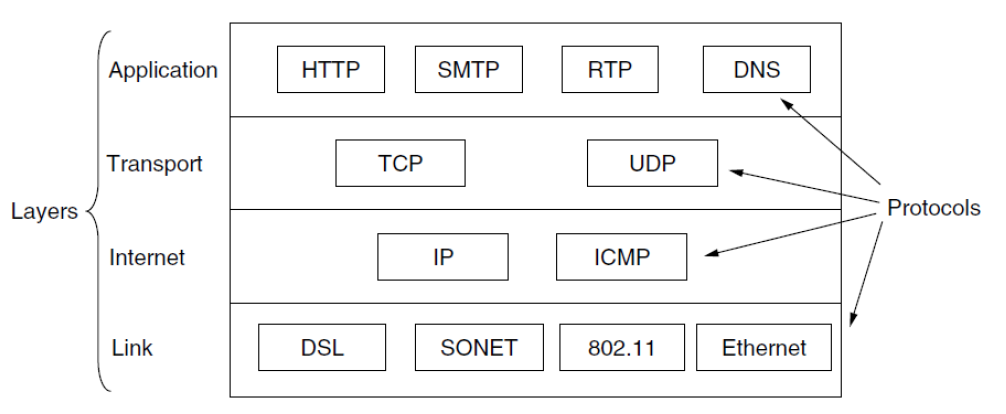 Application HTTP SMTP RTP DNS
Transport TCP UDP
Layers Protocols
Internet IP ICMP
Link DSL SONET 802.11 Ethernet